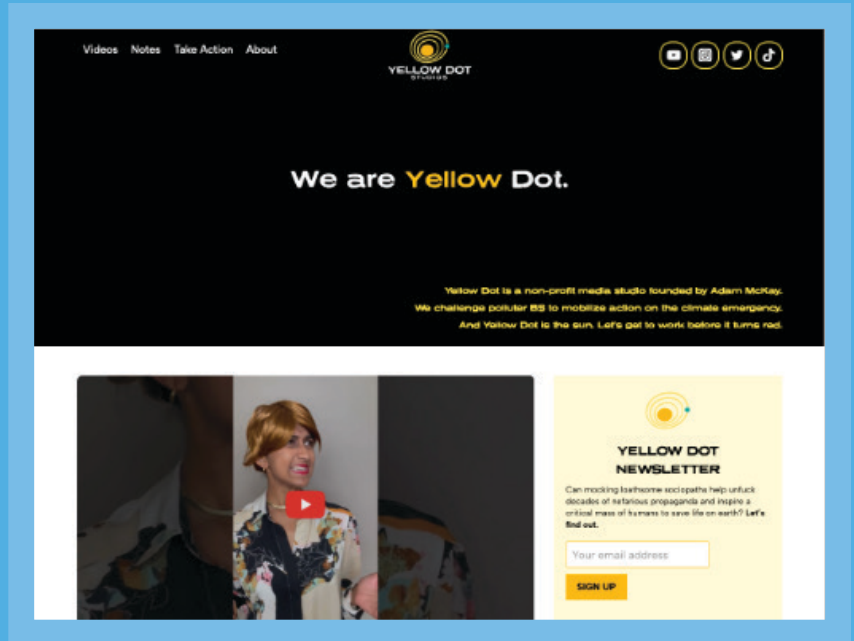 Videos Notes Take Action About
YELLOW DOT
STUDIOS
We are Yellow Dot.
Yellow Dot is a non-profit media studio founded by Adam McKay.
We challenge polluter BS to mobilize action on the climate emergency.
And Yellow Dot is the sun. Let's get to work before it turns red.
YELLOW DOT
NEWSLETTER
Can mocking loathsome sociopaths help unfuck
decades of nefarious propaganda and inspire a
critical mass of humans to save life on earth? Let's
find out.
Your email address
SIGN UP